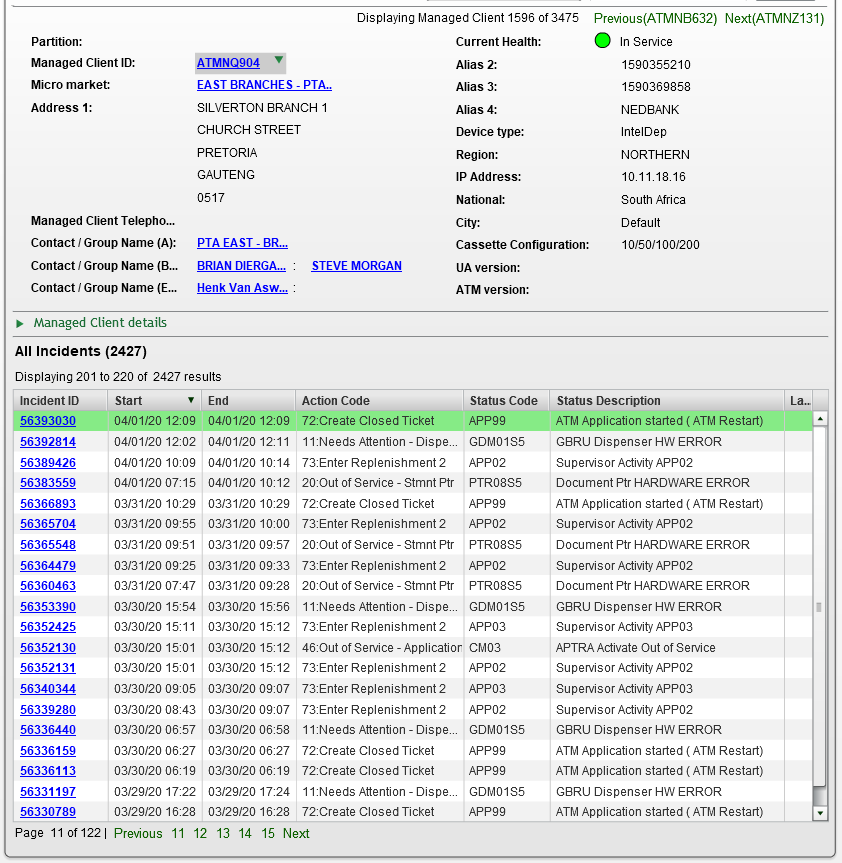 Displaying Managed Client 1596 of 3475 Previous(ATMNB632) Next(ATMNZ131)
Partition: Current Health: In Service
Managed Client ID: ATMNQ904 Alias 2: 1590355210
Micro market: EAST BRANCHES - PTA.. Alias 3: 1590369858
Address 1: SILVERTON BRANCH 1 Alias 4: NEDBANK
CHURCH STREET Device type: IntelDep
PRETORIA Region: NORTHERN
GAUTENG IP Address: 10.11.18.16
0517 National: South Africa
Managed Client Telepho... City: Default
Contact / Group Name (A): PTA EAST - BR... Cassette Configuration: 10/50/100/200
Contact / Group Name (B... BRIAN DIERGA... : STEVE MORGAN UA version:
Contact / Group Name (E... Henk Van Asw... : ATM version:
Managed Client details
All Incidents (2427)
Displaying 201 to 220 of 2427 results
Incident ID Start End Action Code Status Code Status Description La..
56393030 04/01/20 12:09 04/01/20 12:09 72:Create Closed Ticket APP99 ATM Application started ( ATM Restart)
56392814 04/01/20 12:02 04/01/20 12:11 11:Needs Attention - Dispe... GDM01S5 GBRU Dispenser HW ERROR
56389426 04/01/20 10:09 04/01/20 10:14 73:Enter Replenishment 2 APP02 Supervisor Activity APP02
56383559 04/01/20 07:15 04/01/20 10:12 20:Out of Service - Stmnt Ptr PTR08S5 Document Ptr HARDWARE ERROR
56366893 03/31/20 10:29 03/31/20 10:29 72:Create Closed Ticket APP99 ATM Application started ( ATM Restart)
56365704 03/31/20 09:55 03/31/20 10:00 73:Enter Replenishment 2 APP02 Supervisor Activity APP02
56365548 03/31/20 09:51 03/31/20 09:57 20:Out of Service - Stmnt Ptr PTR08S5 Document Ptr HARDWARE ERROR
56364479 03/31/20 09:25 03/31/20 09:33 73:Enter Replenishment 2 APP02 Supervisor Activity APP02
56360463 03/31/20 07:47 03/31/20 09:28 20:Out of Service - Stmnt Ptr PTR08S5 Document Ptr HARDWARE ERROR
56353390 03/30/20 15:54 03/30/20 15:56 11:Needs Attention - Dispe... GDM01S5 GBRU Dispenser HW ERROR
56352425 03/30/20 15:11 03/30/20 15:12 73:Enter Replenishment 2 APP03 Supervisor Activity APP03
56352130 03/30/20 15:01 03/30/20 15:12 46:Out of Service - Application CM03 APTRA Activate Out of Service
56352131 03/30/20 15:01 03/30/20 15:12 73:Enter Replenishment 2 APP02 Supervisor Activity APP02
56340344 03/30/20 09:05 03/30/20 09:07 73:Enter Replenishment 2 APP03 Supervisor Activity APP03
56339280 03/30/20 08:43 03/30/20 09:07 73:Enter Replenishment 2 APP02 Supervisor Activity APP02
56336440 03/30/20 06:57 03/30/20 06:58 11:Needs Attention - Dispe... GDM01S5 GBRU Dispenser HW ERROR
56336159 03/30/20 06:27 03/30/20 06:27 72:Create Closed Ticket APP99 ATM Application started ( ATM Restart)
56336113 03/30/20 06:19 03/30/20 06:19 72:Create Closed Ticket APP99 ATM Application started ( ATM Restart)
56331197 03/29/20 17:22 03/29/20 17:24 11:Needs Attention - Dispe... GDM01S5 GBRU Dispenser HW ERROR
56330789 03/29/20 16:28 03/29/20 16:28 72:Create Closed Ticket APP99 ATM Application started ( ATM Restart)
Page 11 of 122 | Previous 11 12 13 14 15 Next